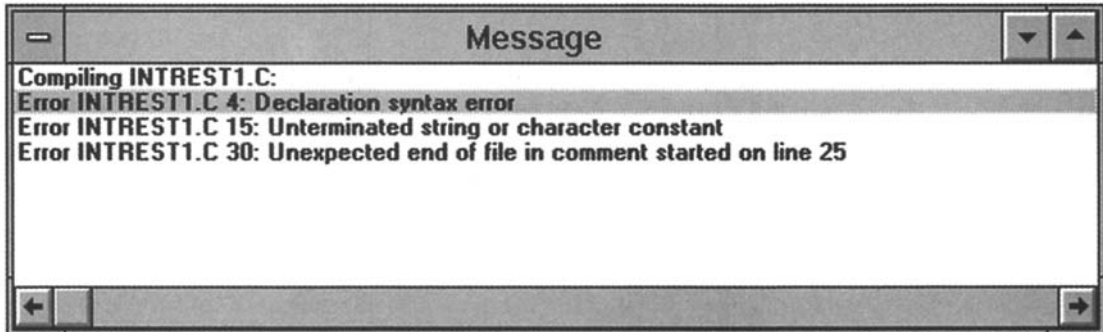 Message
Compiling INTREST1.C:
Error INTREST1.C 4: Declaration syntax error
Error INTREST1.C 15: Unterminated string or character constant
Error INTREST1.C 30: Unexpected end of file in comment started on line 25